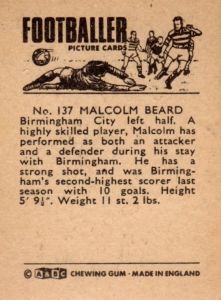 FOOTBALLER
PICTURE CARDS
No. 137 MALCOLM BEARD
Birmingham City left half. A
highly skilled player, Malcolm has
performed as both an attacker
and a defender during his stay
with Birmingham. He has a
strong shot, and was Birming-
ham's second-highest scorer last
season with 10 goals. Height
5' 9½". Weight 11 st. 2 lbs.
© A&BC CHEWING GUM - MADE IN ENGLAND